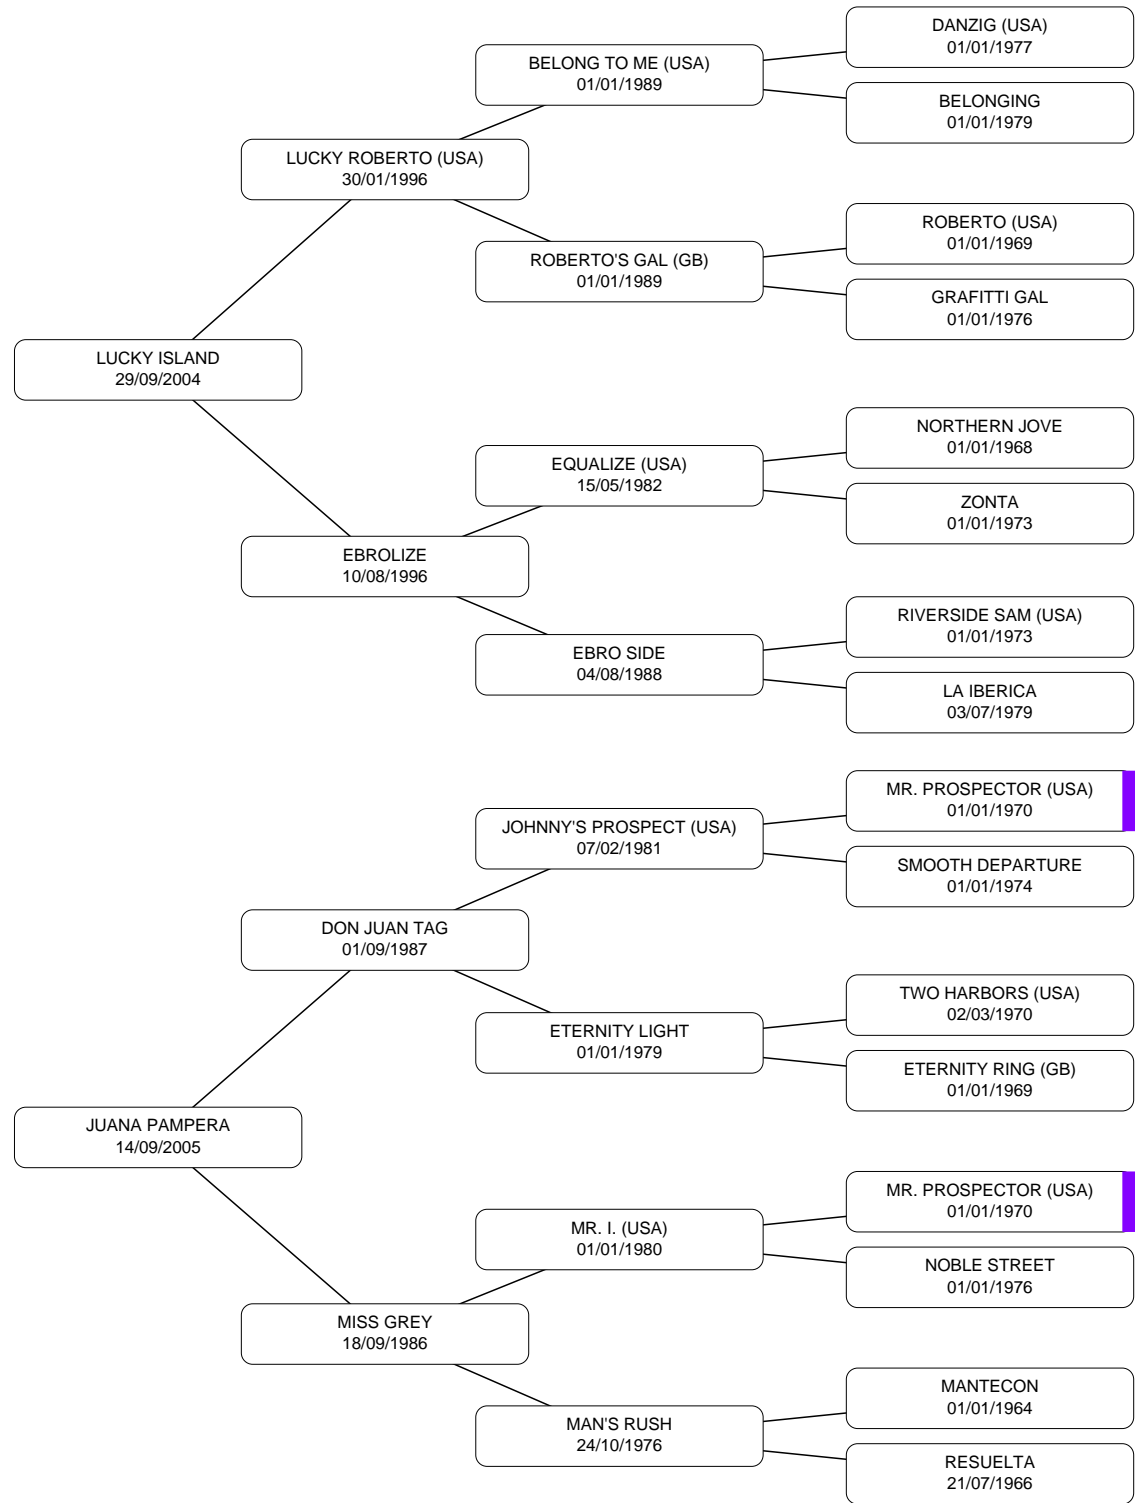 DANZIG (USA)
01/01/1977
BELONG TO ME (USA)
01/01/1989
BELONGING
01/01/1979
LUCKY ROBERTO (USA)
30/01/1996
ROBERTO (USA)
01/01/1969
ROBERTO'S GAL (GB)
01/01/1989
GRAFITTI GAL
01/01/1976
LUCKY ISLAND
29/09/2004
NORTHERN JOVE
01/01/1968
EQUALIZE (USA)
15/05/1982
ZONTA
01/01/1973
EBROLIZE
10/08/1996
RIVERSIDE SAM (USA)
01/01/1973
EBRO SIDE
04/08/1988
LA IBERICA
03/07/1979
MR. PROSPECTOR (USA)
01/01/1970
JOHNNY'S PROSPECT (USA)
07/02/1981
SMOOTH DEPARTURE
01/01/1974
DON JUAN TAG
01/09/1987
TWO HARBORS (USA)
02/03/1970
ETERNITY LIGHT
01/01/1979
ETERNITY RING (GB)
01/01/1969
JUANA PAMPERA
14/09/2005
MR. PROSPECTOR (USA)
01/01/1970
MR. I. (USA)
01/01/1980
NOBLE STREET
01/01/1976
MISS GREY
18/09/1986
MANTECON
01/01/1964
MAN'S RUSH
24/10/1976
RESUELTA
21/07/1966